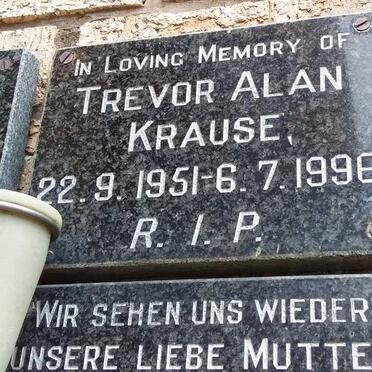 IN LOVING MEMORY OF
TREVOR ALAN
KRAUSE
22.9.1951-6.7.1996
R.I.P.
WIR SEHEN UNS WIEDER
UNSERE LIEBE MUTTE